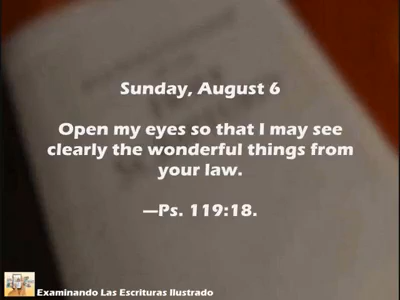 Sunday, August 6
Open my eyes so that I may see
clearly the wonderful things from
your law.
—Ps. 119:18.
Examinando Las Escrituras Ilustrado